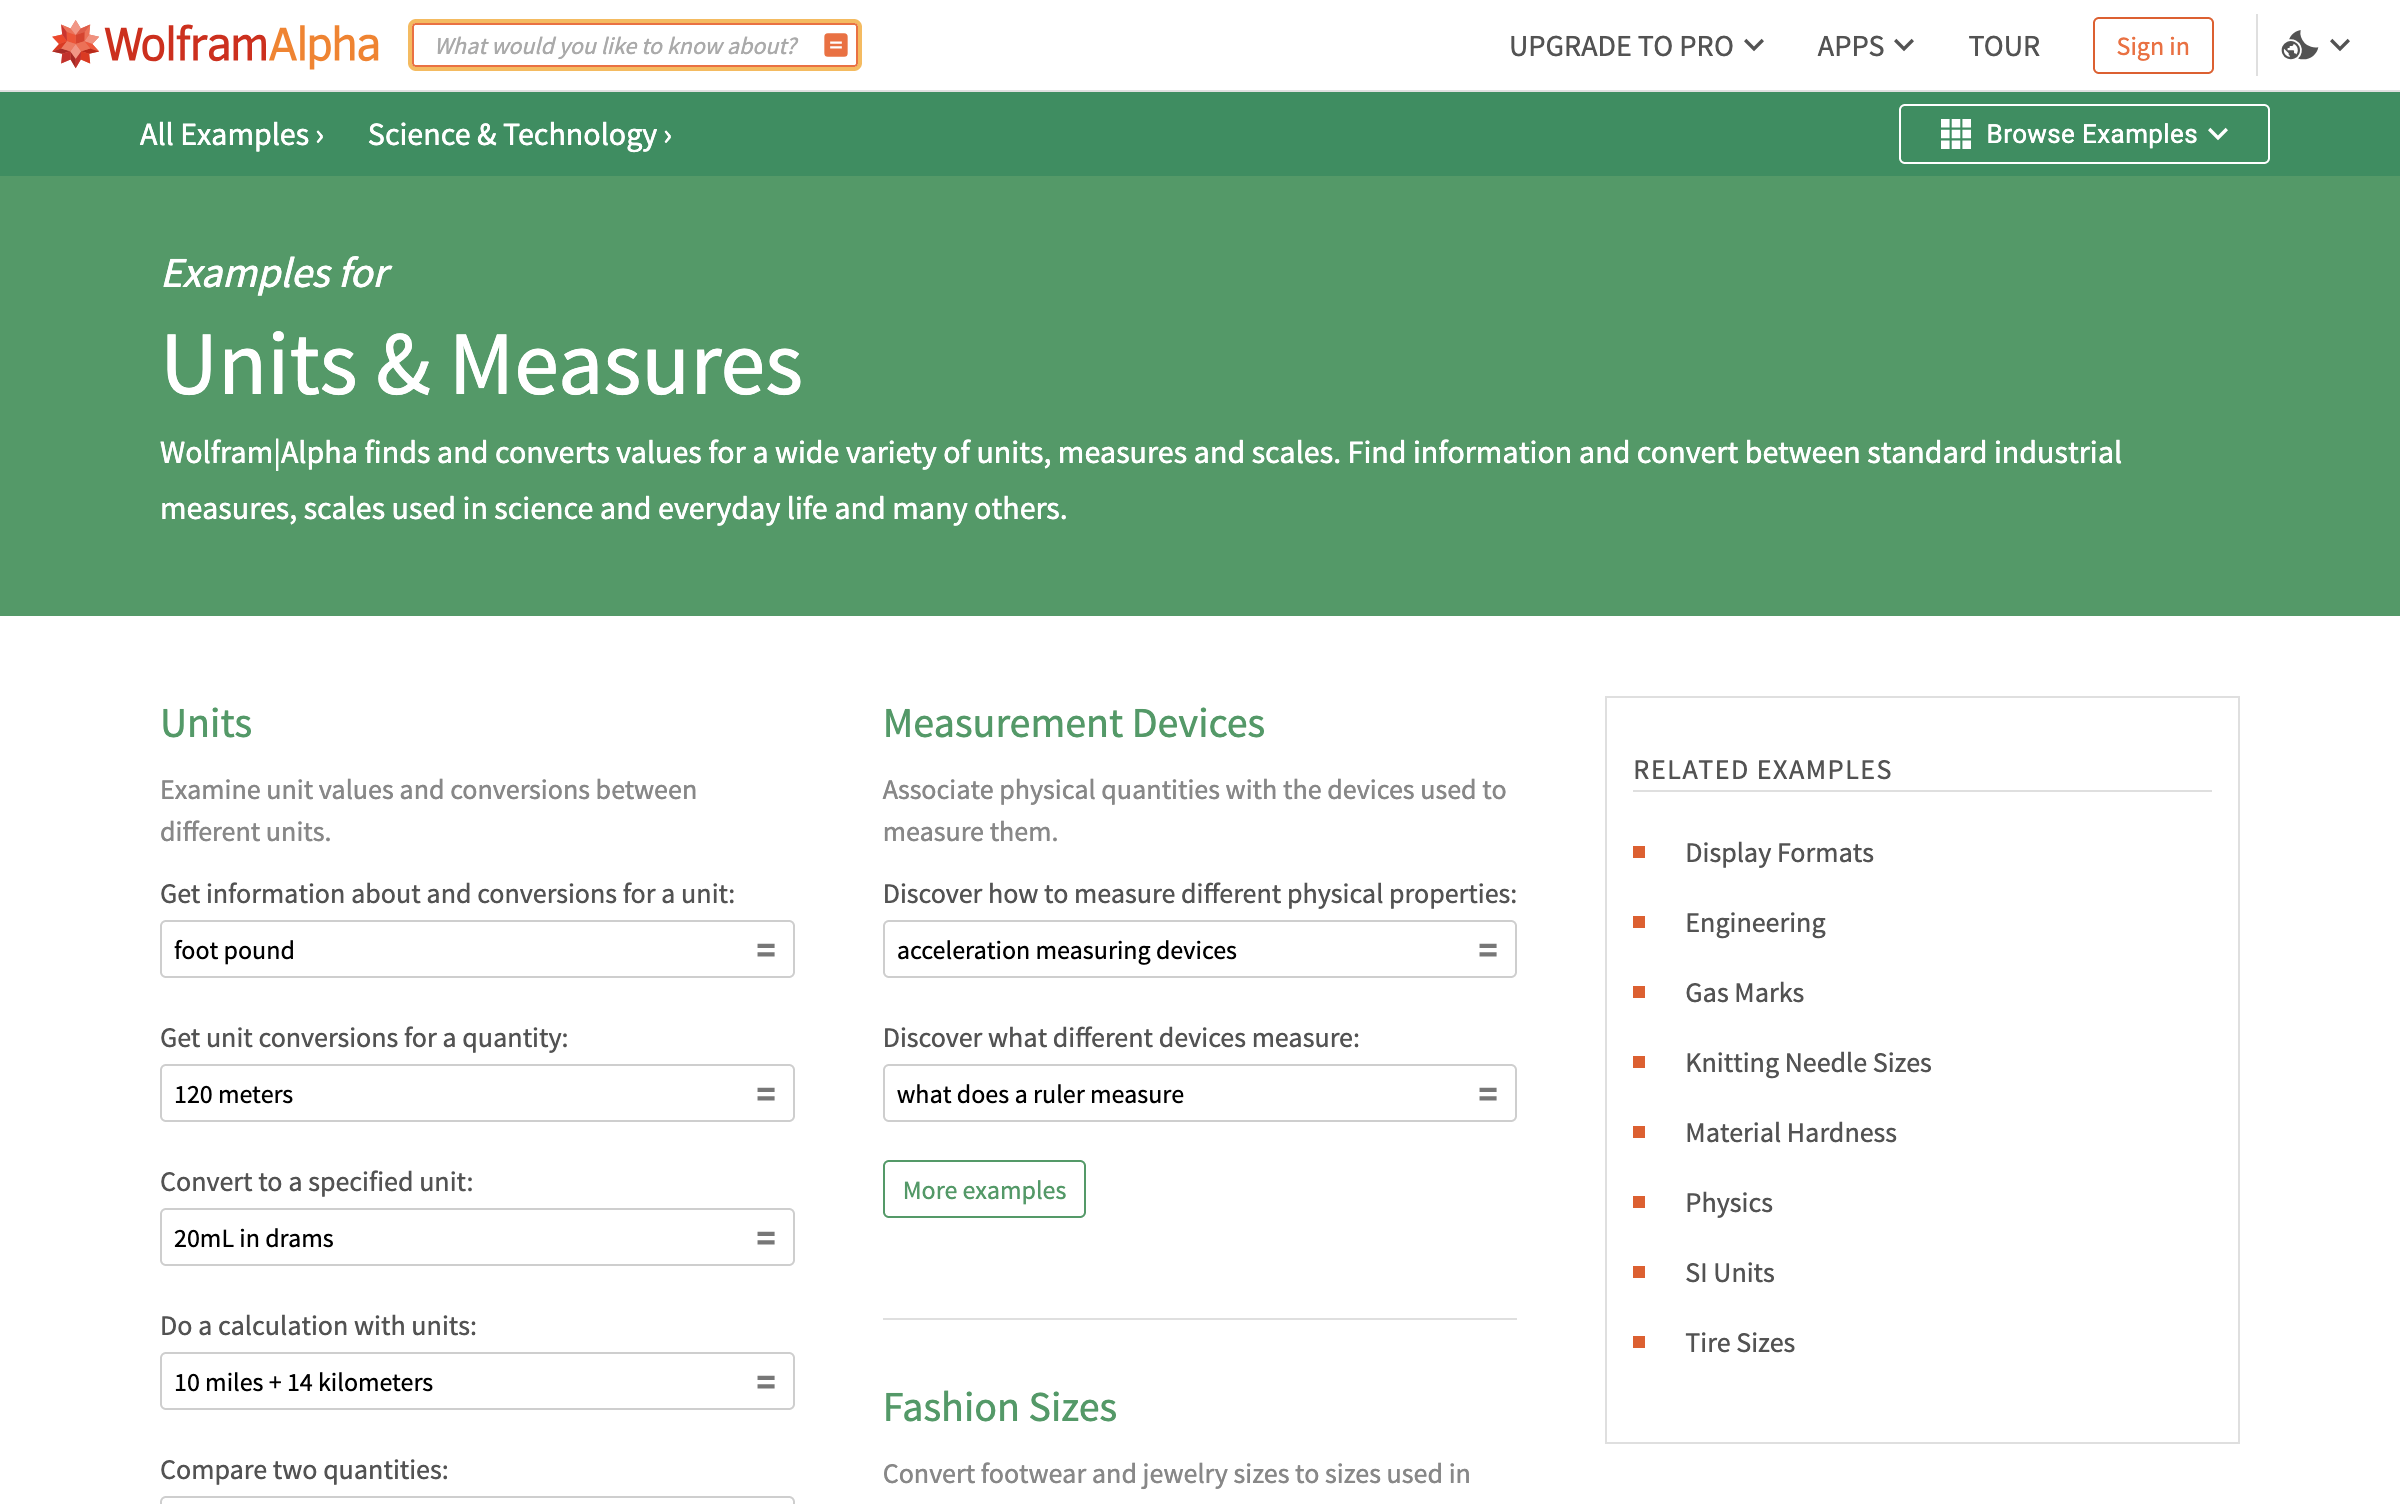 WolframAlpha
What would you like to know about?
UPGRADE TO PRO
APPS
TOUR
Sign in
All Examples ›
Science & Technology ›
Browse Examples
Examples for
Units & Measures
Wolfram|Alpha finds and converts values for a wide variety of units, measures and scales. Find information and convert between standard industrial
measures, scales used in science and everyday life and many others.
Units
Examine unit values and conversions between
different units.
Get information about and conversions for a unit:
foot pound
Get unit conversions for a quantity:
120 meters
Convert to a specified unit:
20mL in drams
Do a calculation with units:
10 miles + 14 kilometers
Compare two quantities:
Measurement Devices
Associate physical quantities with the devices used to
measure them.
Discover how to measure different physical properties:
acceleration measuring devices
Discover what different devices measure:
what does a ruler measure
More examples
Fashion Sizes
Convert footwear and jewelry sizes to sizes used in
RELATED EXAMPLES
Display Formats
Engineering
Gas Marks
Knitting Needle Sizes
Material Hardness
Physics
SI Units
Tire Sizes